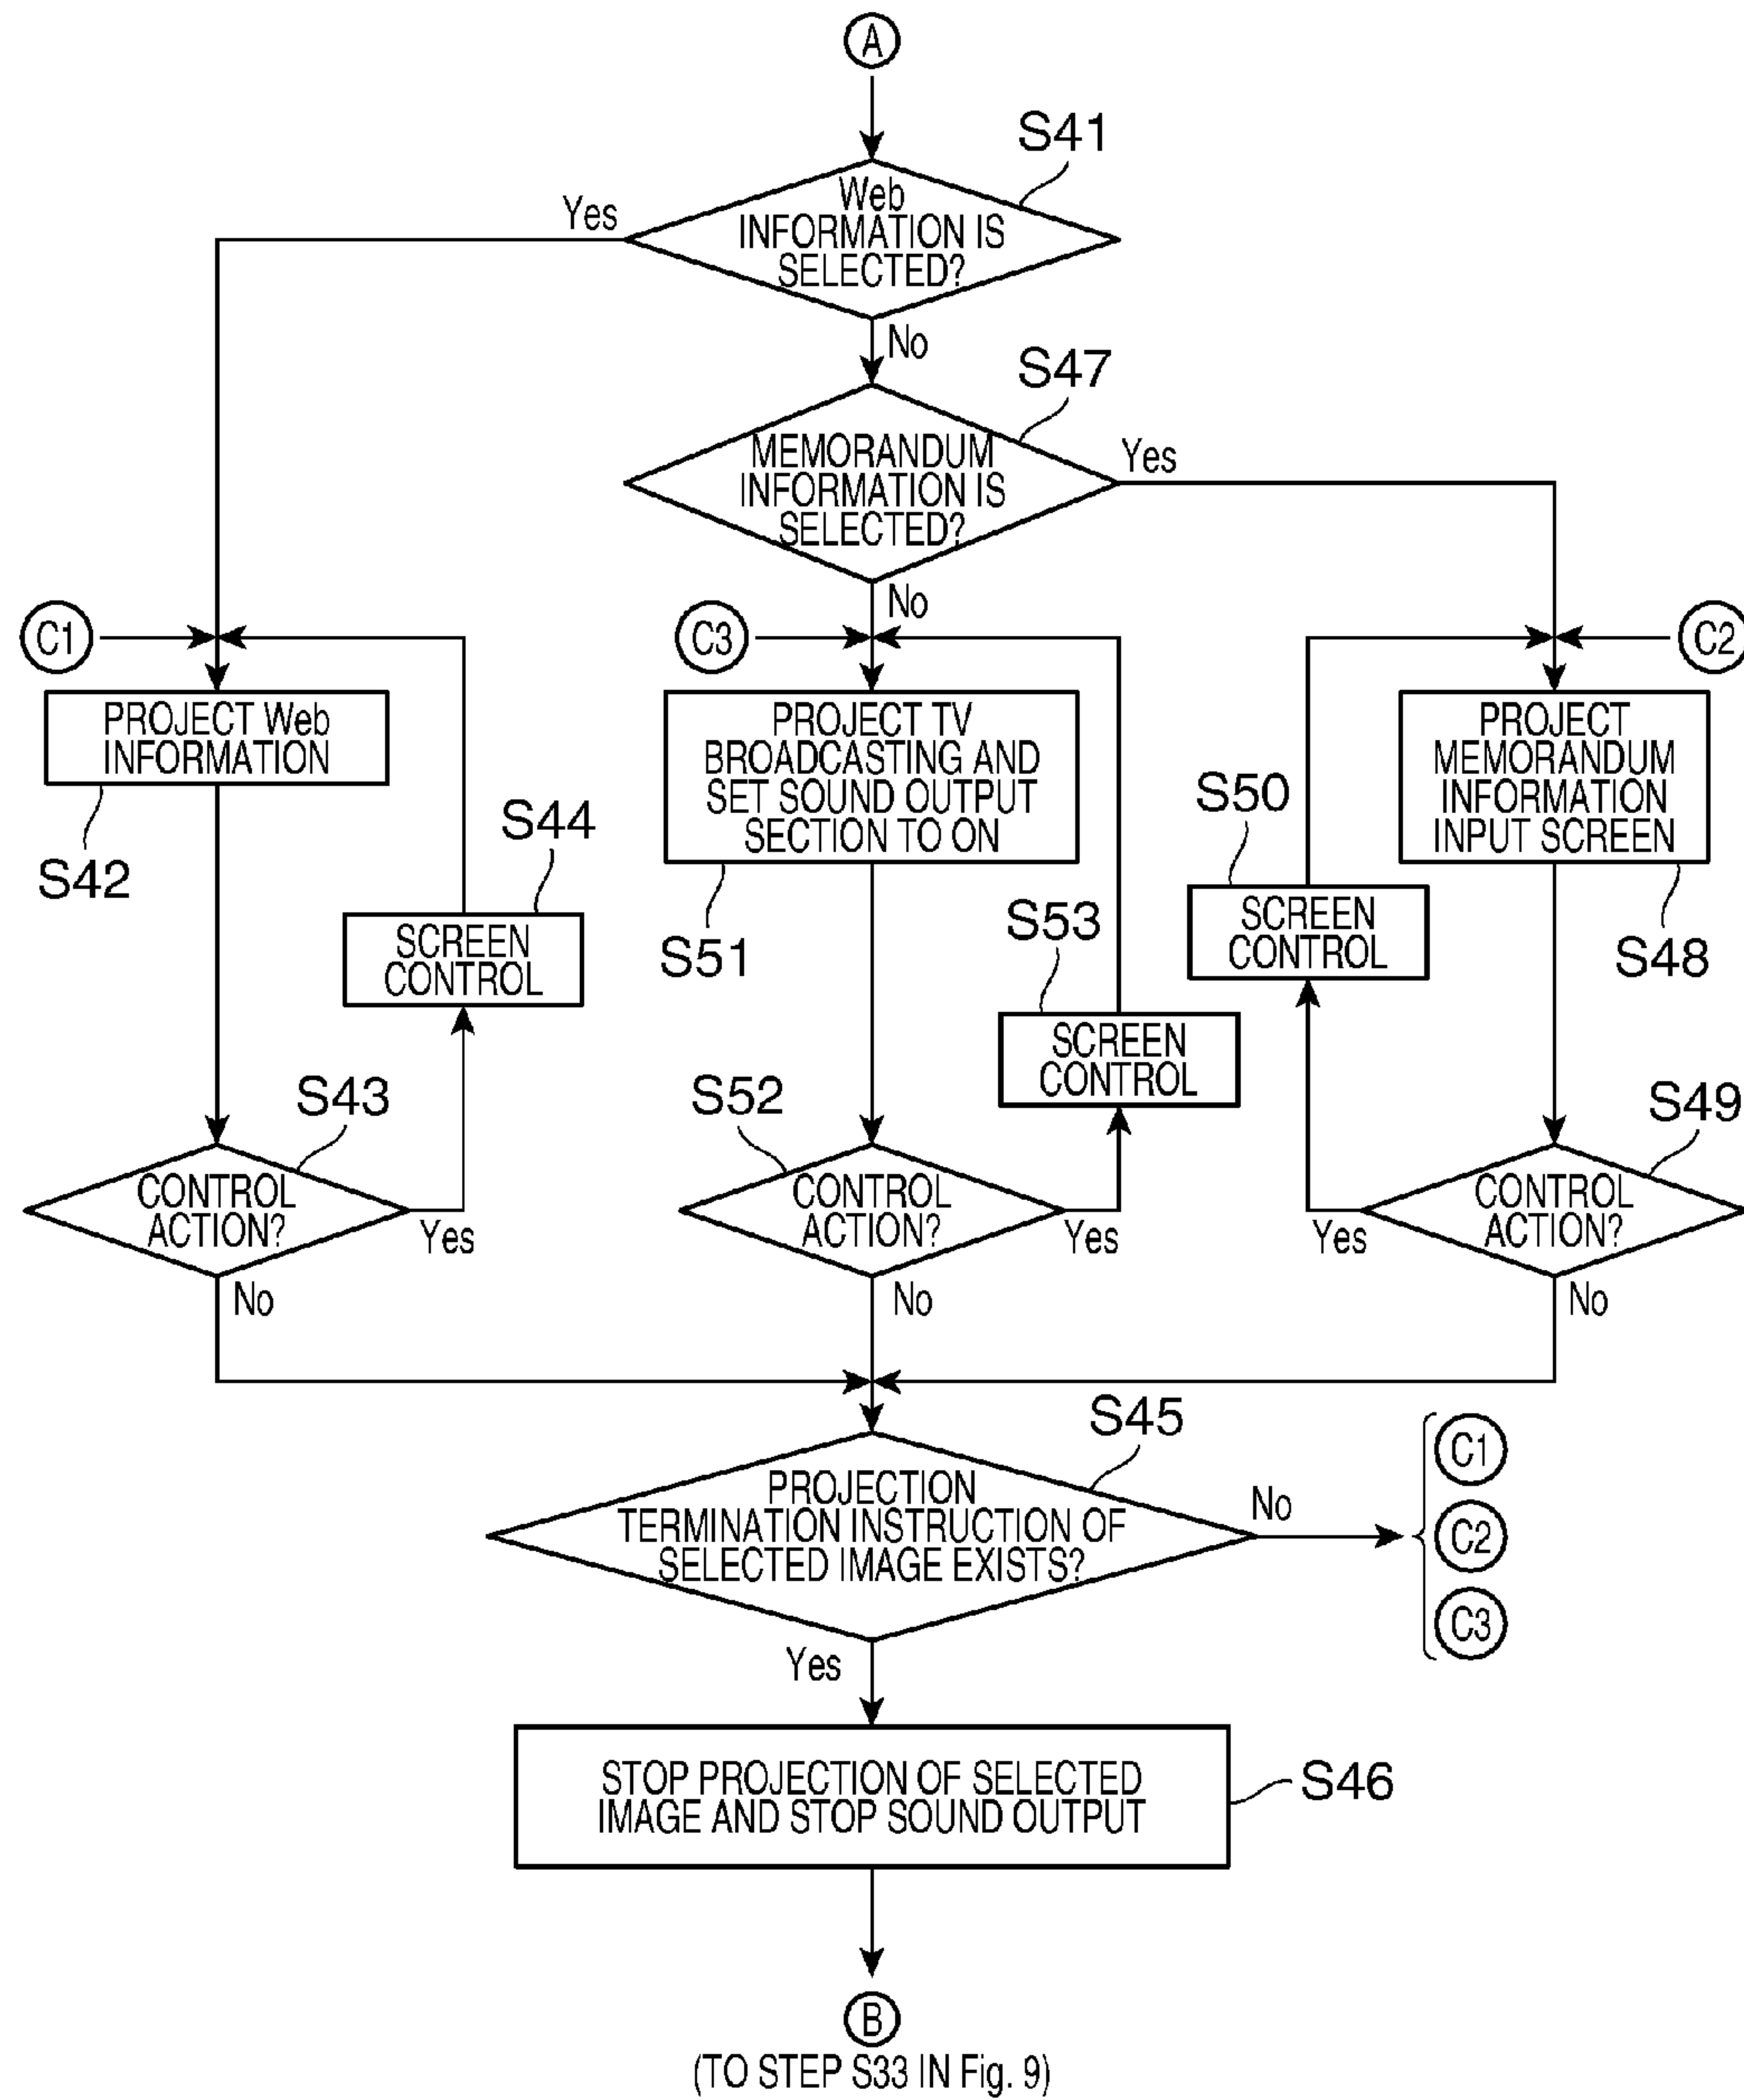 A
S41
Web
INFORMATION IS
SELECTED?
Yes
No
S47
MEMORANDUM
INFORMATION IS
SELECTED?
Yes
No
C1
C3
C2
PROJECT Web
INFORMATION
S42
S44
SCREEN
CONTROL
S43
CONTROL
ACTION?
Yes
No
PROJECT TV
BROADCASTING AND
SET SOUND OUTPUT
SECTION TO ON
S51
S53
SCREEN
CONTROL
S52
CONTROL
ACTION?
Yes
No
PROJECT
MEMORANDUM
INFORMATION
INPUT SCREEN
S48
S50
SCREEN
CONTROL
S49
CONTROL
ACTION?
Yes
No
S45
PROJECTION
TERMINATION INSTRUCTION OF
SELECTED IMAGE EXISTS?
No
C1
C2
C3
Yes
STOP PROJECTION OF SELECTED
IMAGE AND STOP SOUND OUTPUT
S46
B
(TO STEP S33 IN Fig. 9)